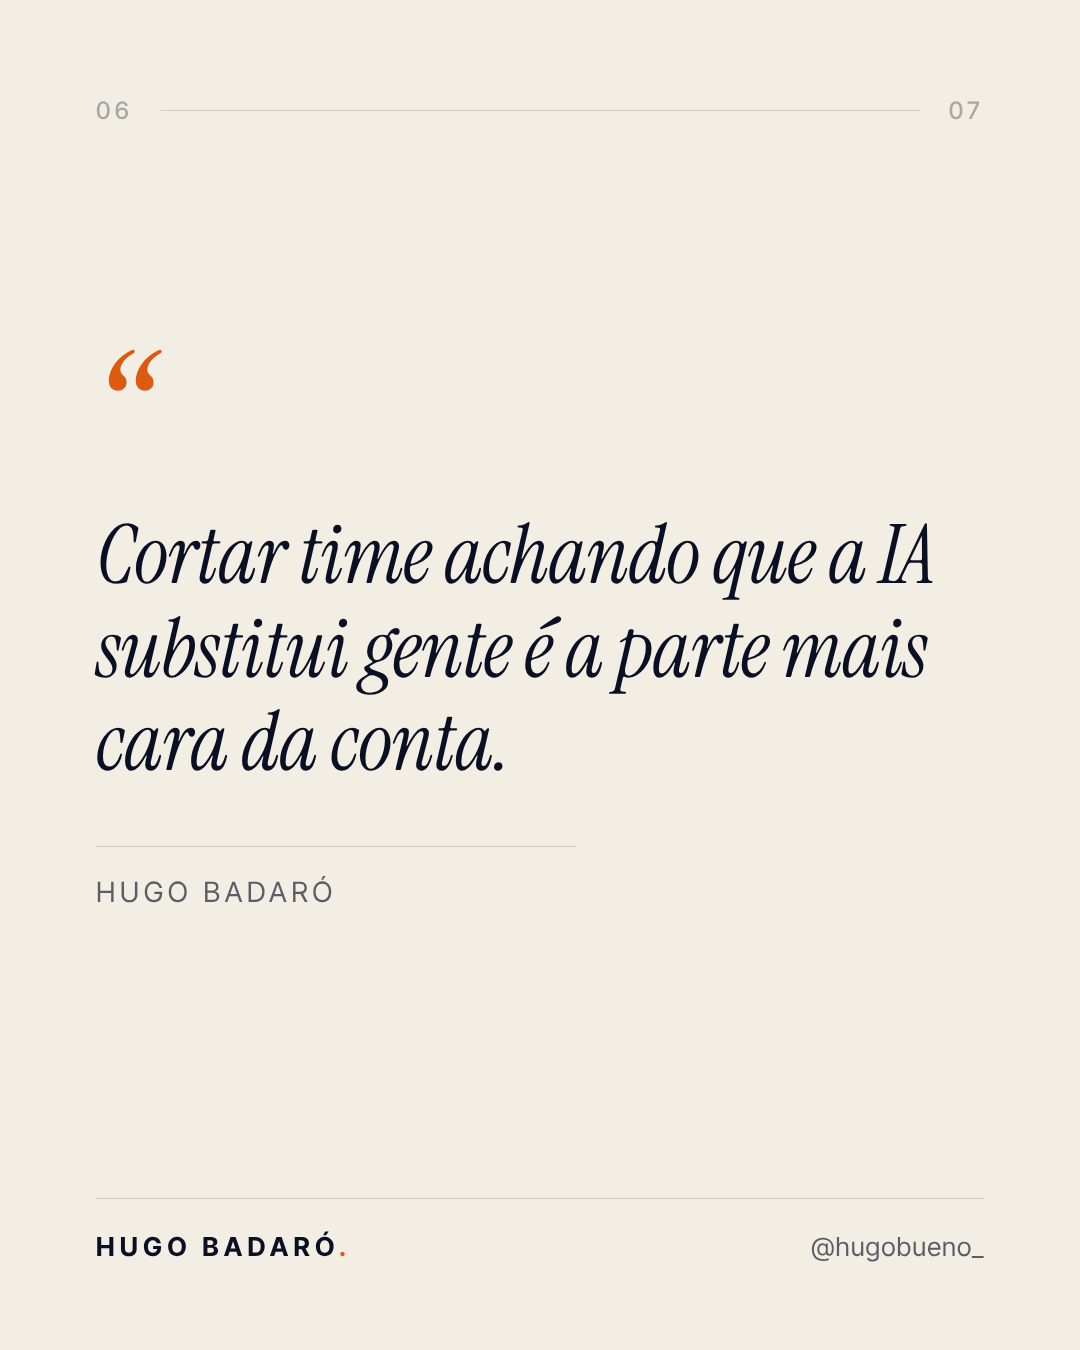 06 07
“
Cortar time achando que a IA
substitui gente é a parte mais
cara da conta.
HUGO BADARÓ
HUGO BADARÓ. @hugobueno_